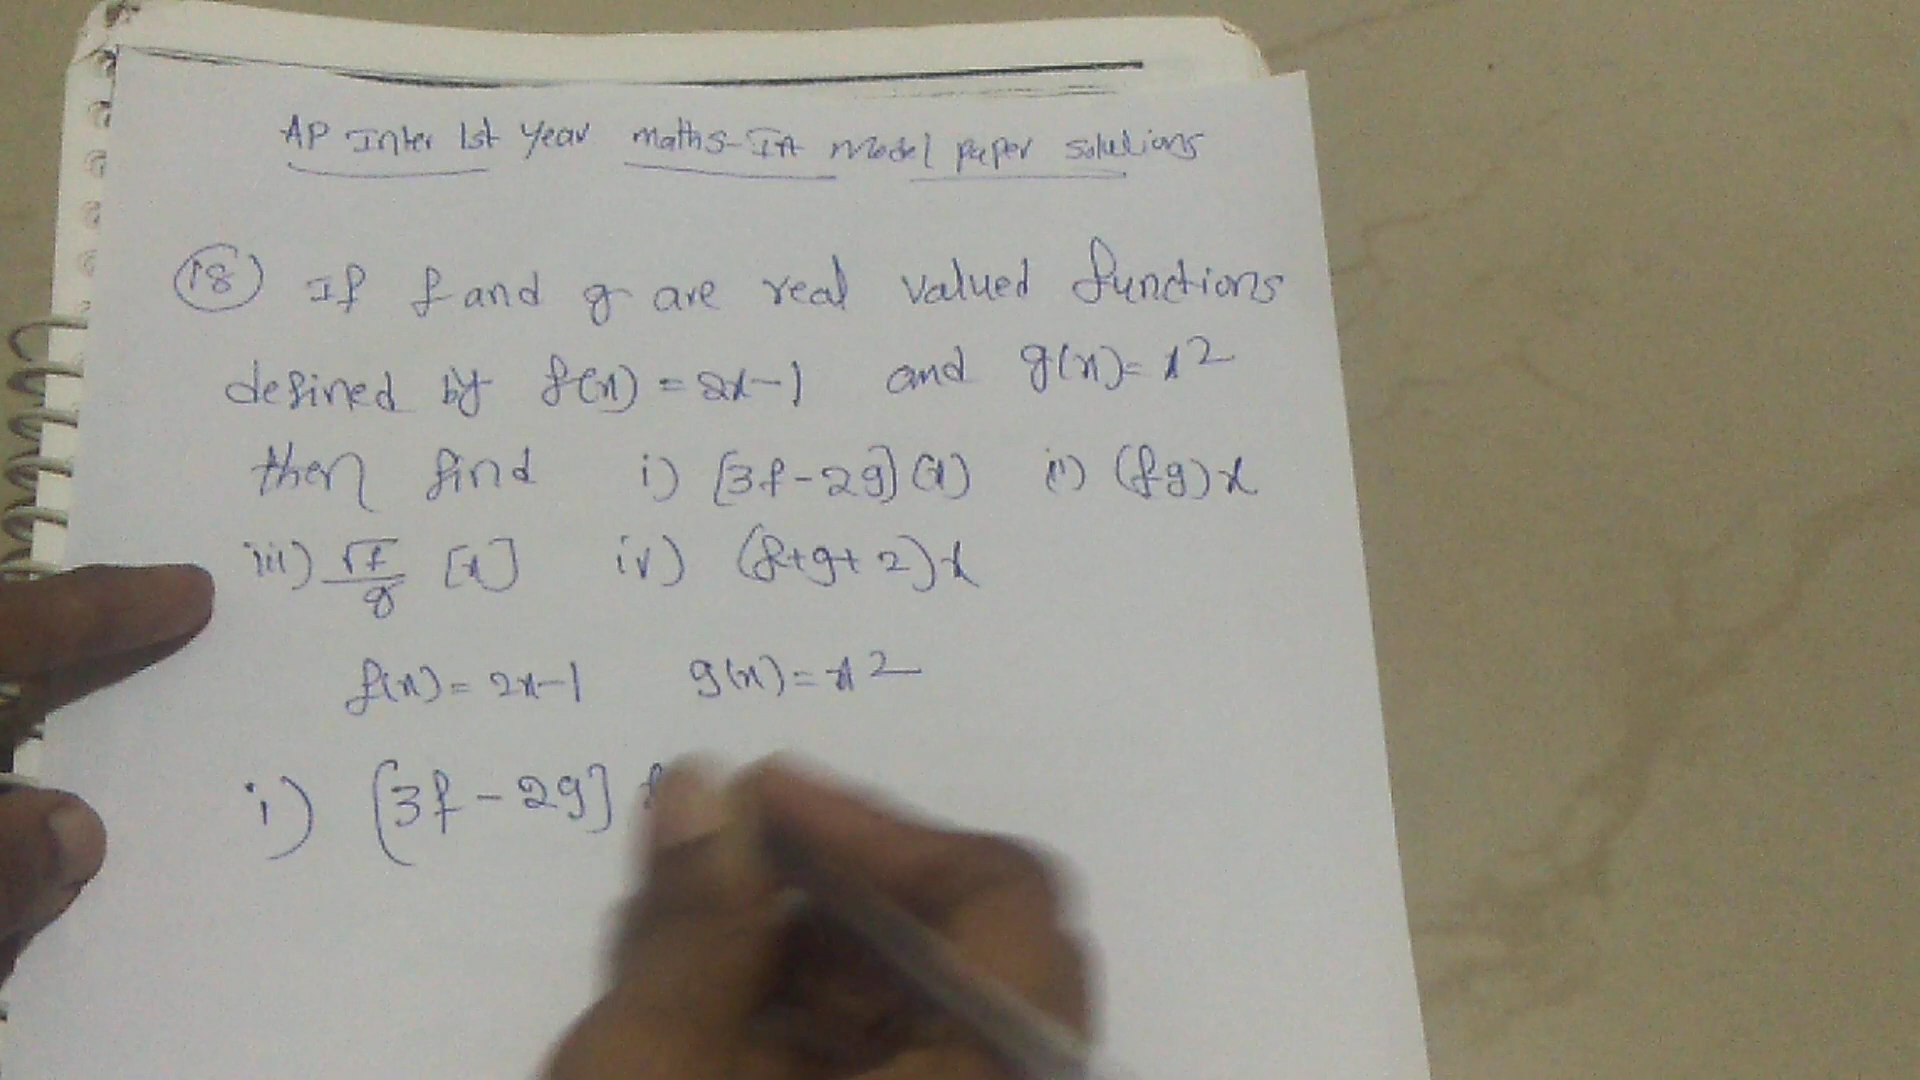 AP Inter 1st Year Maths-IA Model paper solutions
18) If f and g are real valued functions
defined by f(x) = 2x-1 and g(x) = x2
then find i) [3f-2g](x) ii) (fg)x
iii) √f/g [x] iv) (f+g+2)x
f(x) = 2x-1 g(x) = x2
i) [3f-2g]